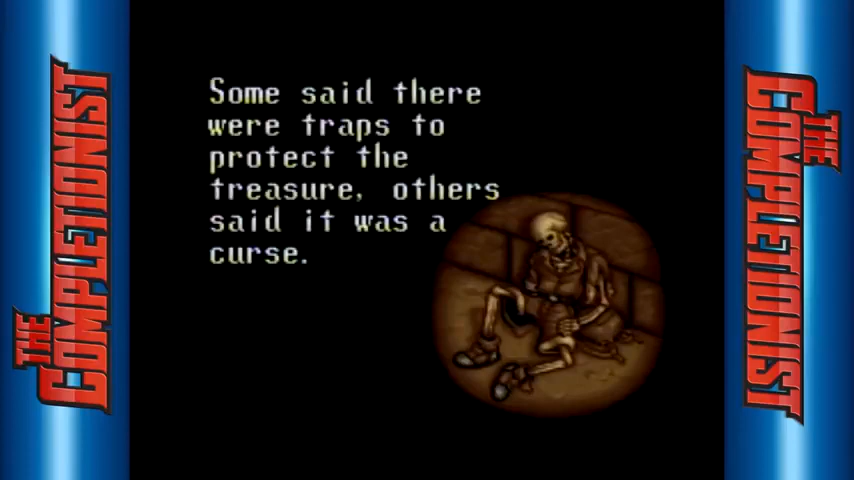 THE COMPLETIONIST
Some said there
were traps to
protect the
treasure, others
said it was a
curse.
THE COMPLETIONIST